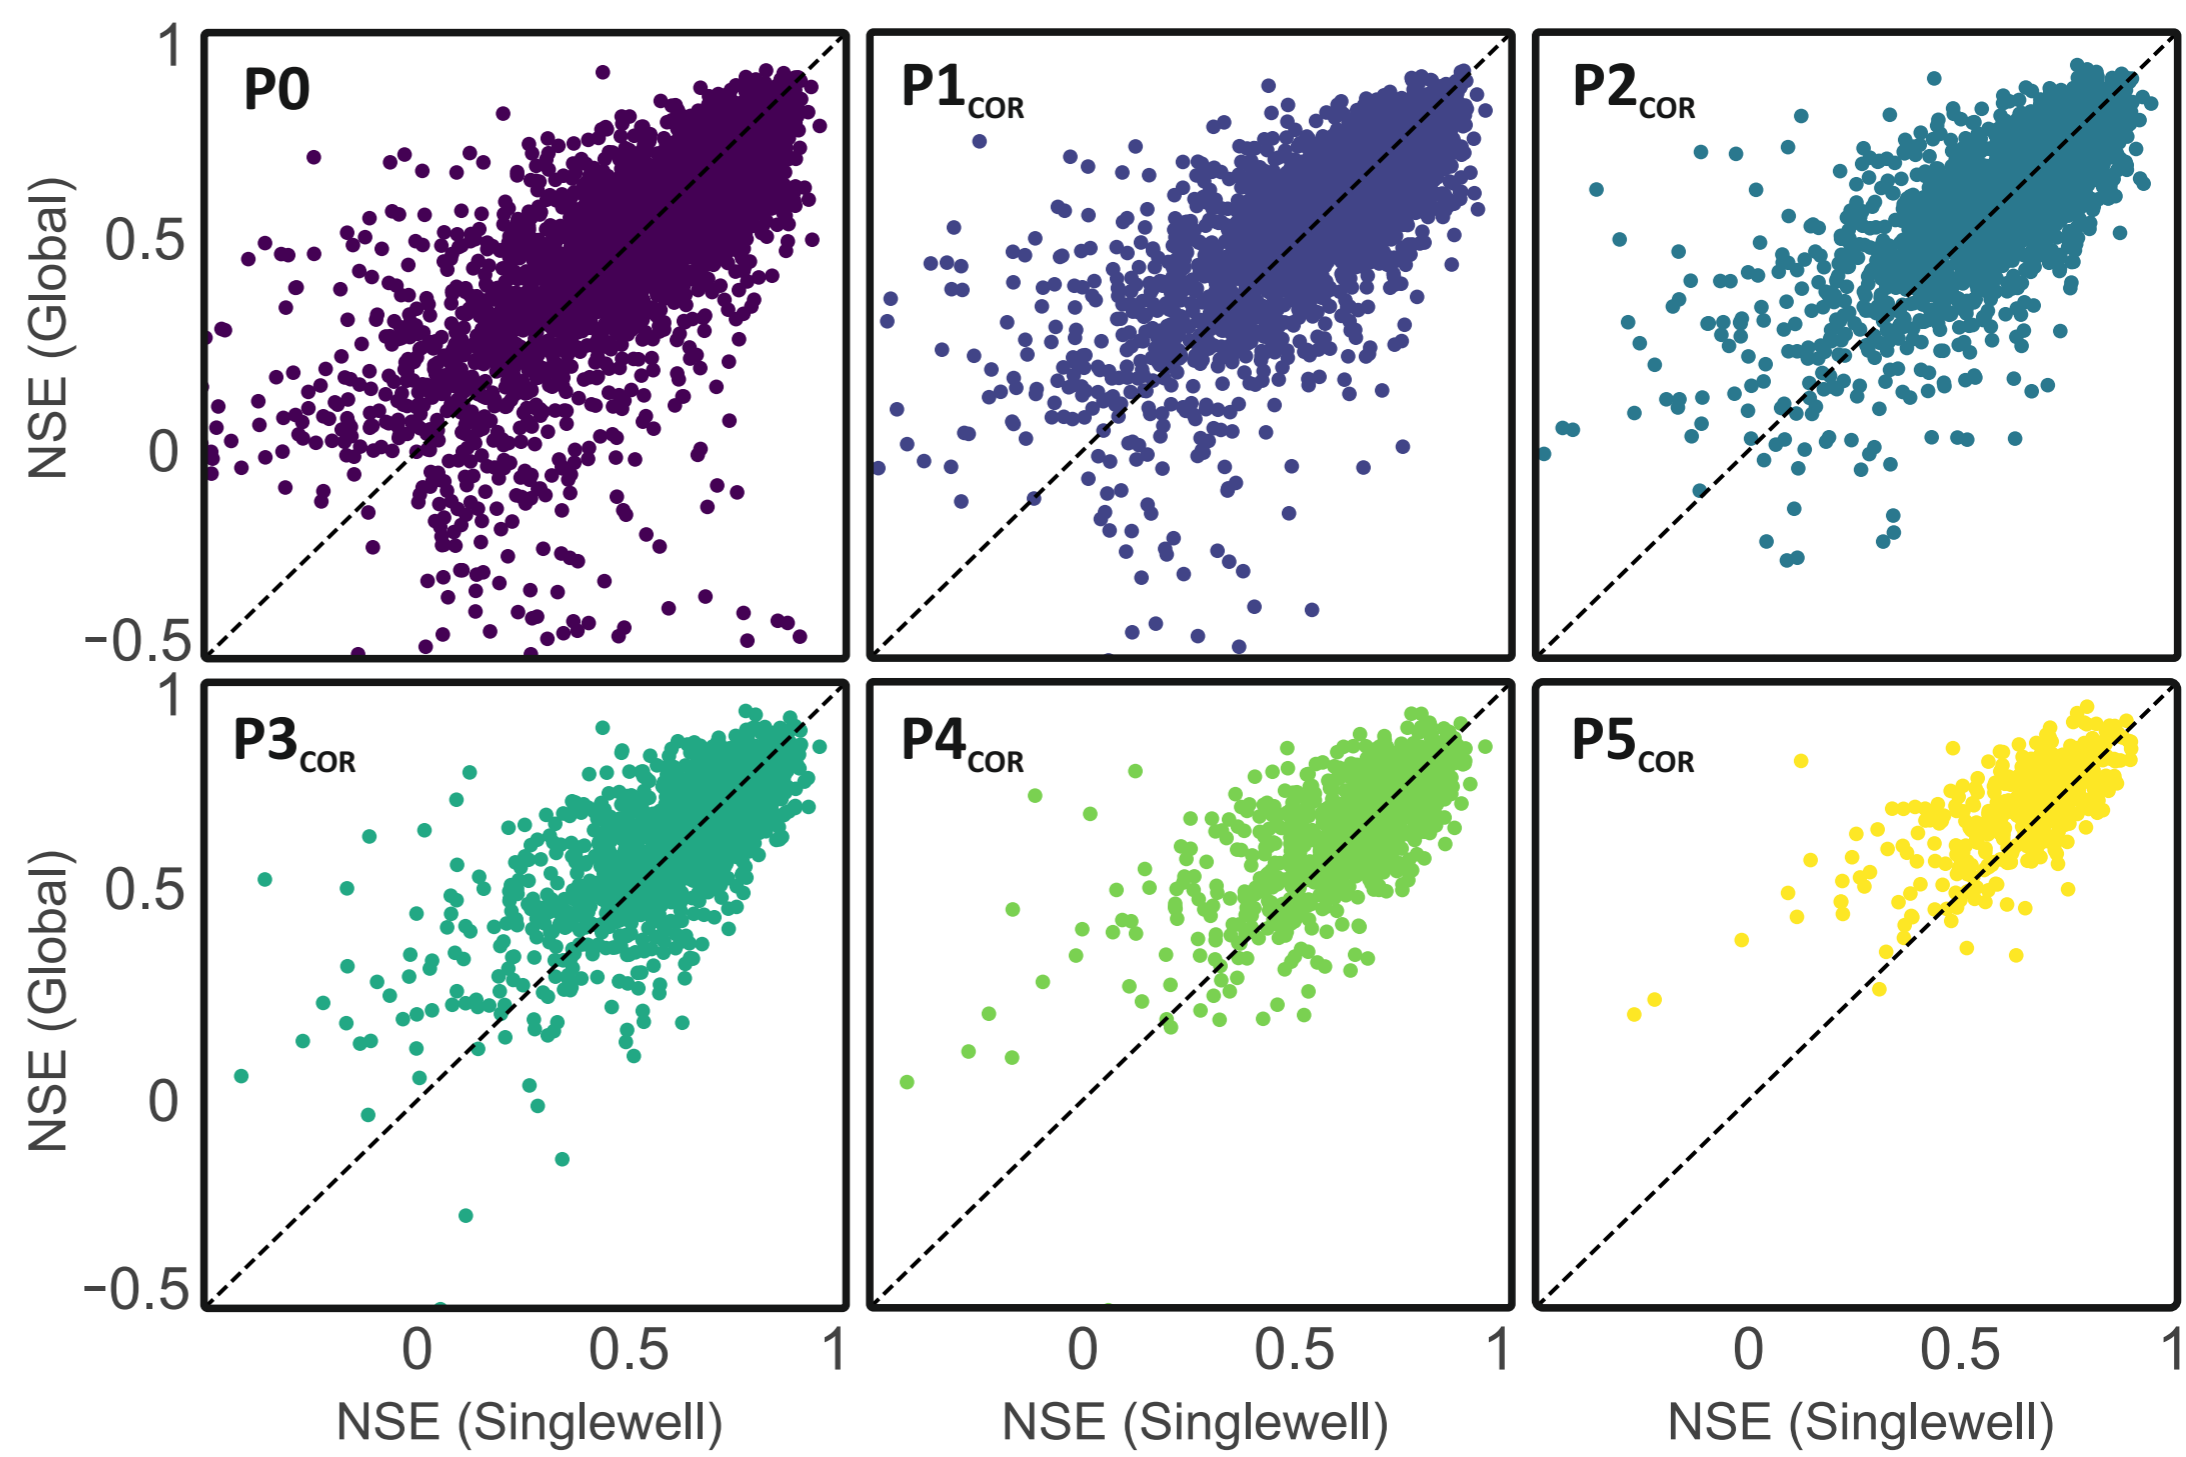 1
0.5
0
−0.5
NSE (Global)
P0
P1COR
P2COR
1
0.5
0
−0.5
NSE (Global)
P3COR
P4COR
P5COR
0 0.5 1
0 0.5 1
0 0.5 1
NSE (Singlewell)
NSE (Singlewell)
NSE (Singlewell)